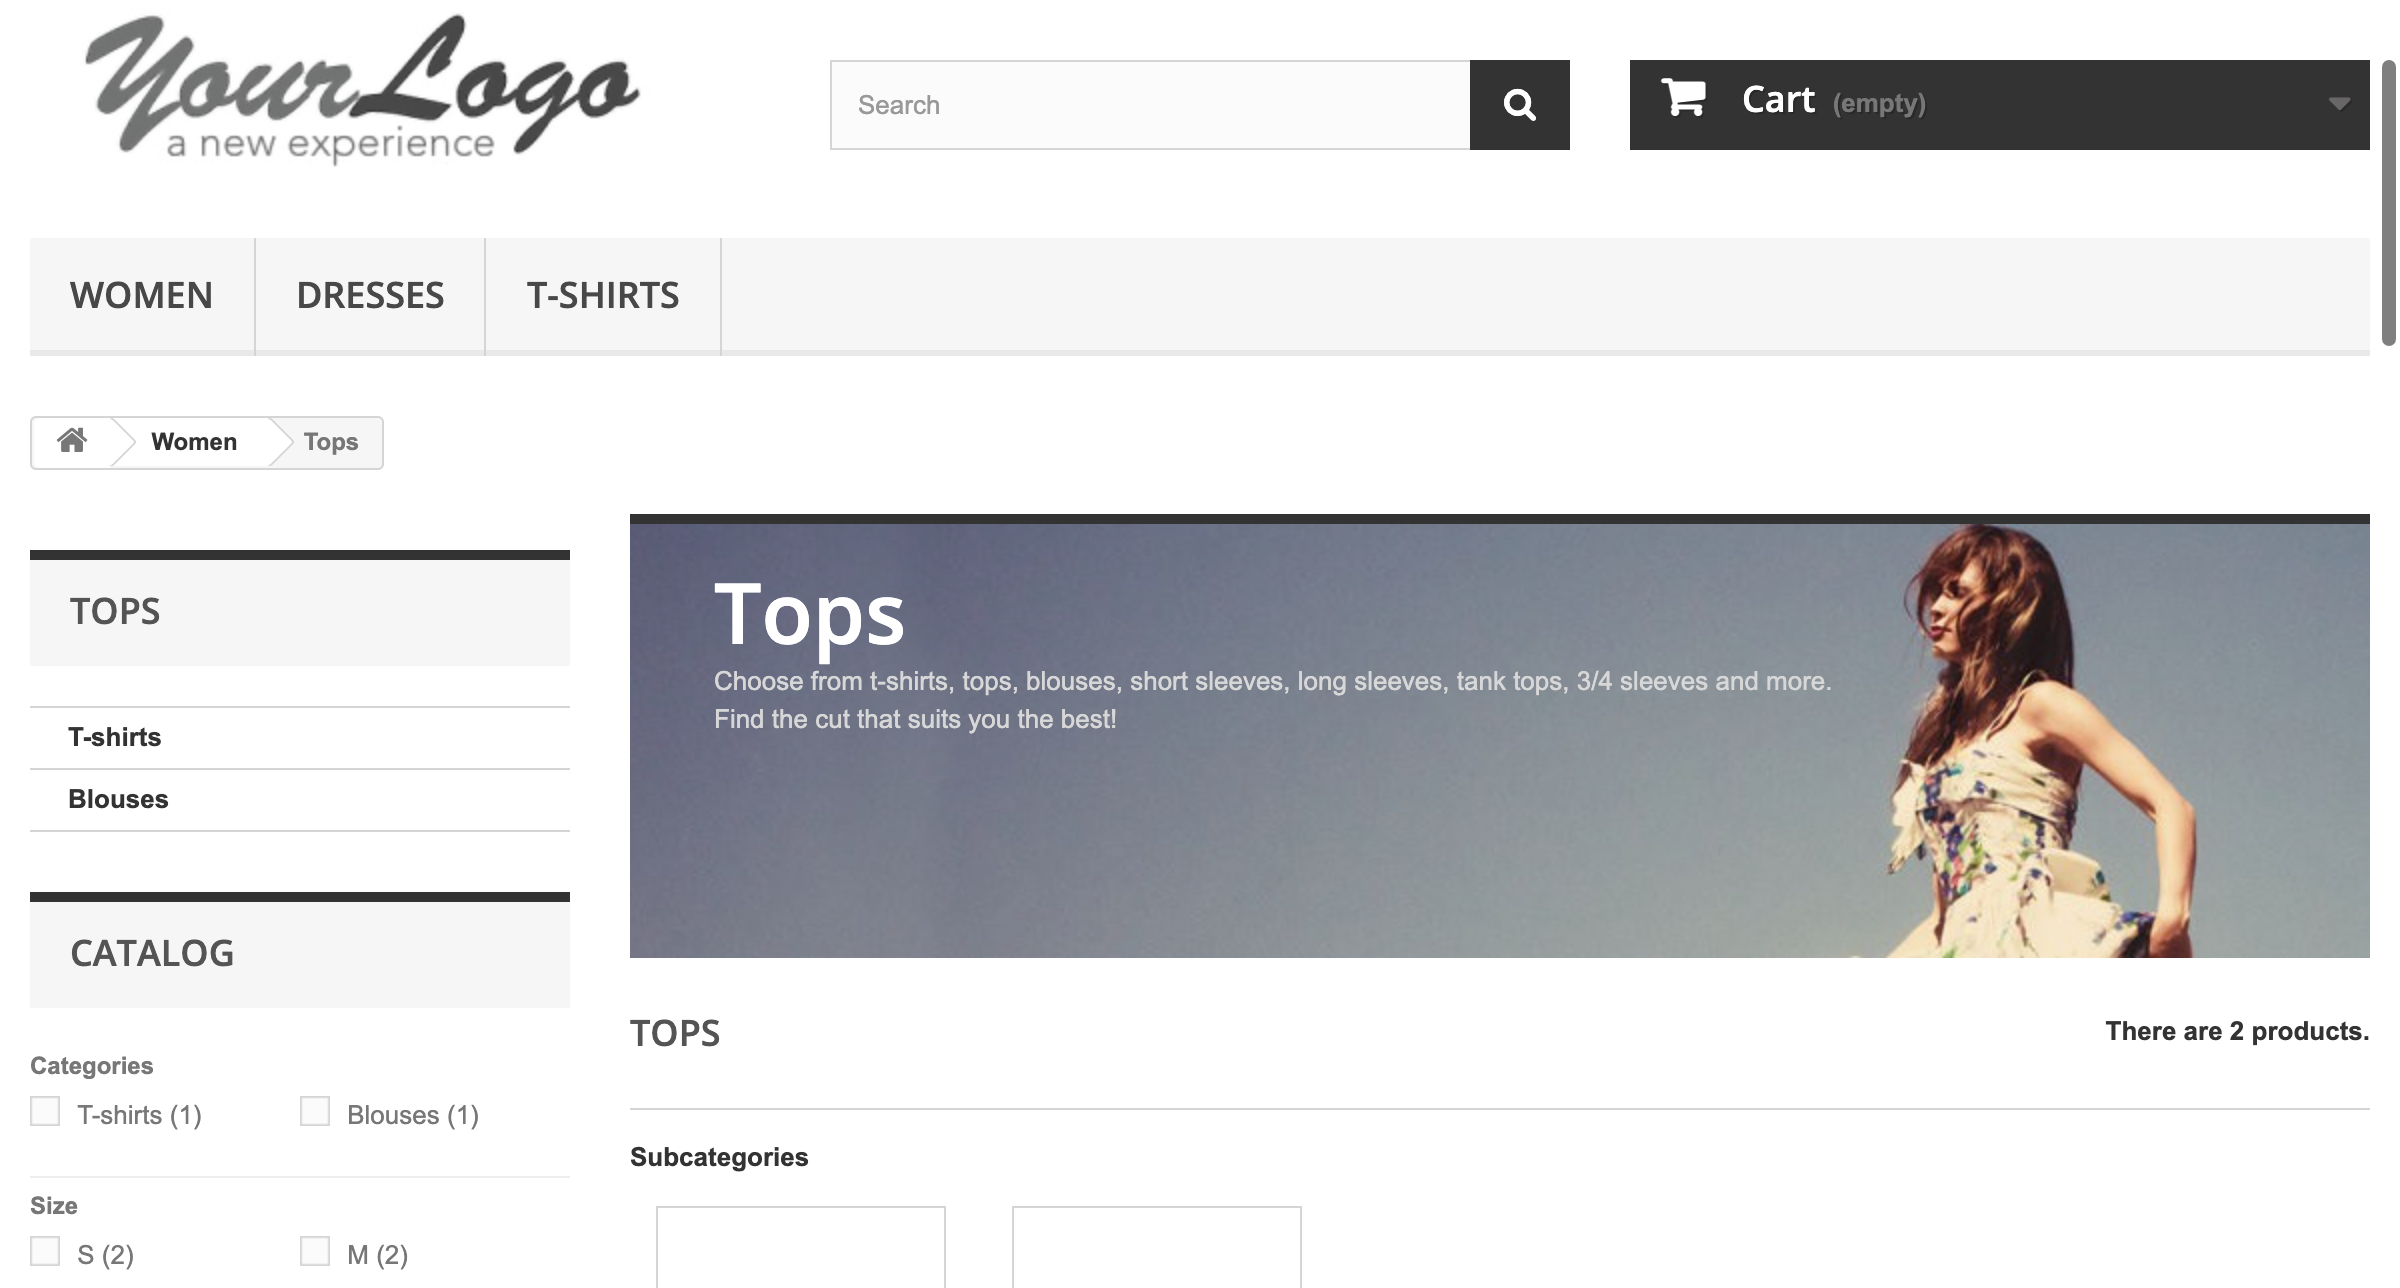 YourLogo
a new experience
Search
Cart (empty)
WOMEN
DRESSES
T-SHIRTS
Women
Tops
TOPS
T-shirts
Blouses
CATALOG
Categories
T-shirts (1)
Blouses (1)
Size
S (2)
M (2)
Tops
Choose from t-shirts, tops, blouses, short sleeves, long sleeves, tank tops, 3/4 sleeves and more.
Find the cut that suits you the best!
TOPS
There are 2 products.
Subcategories